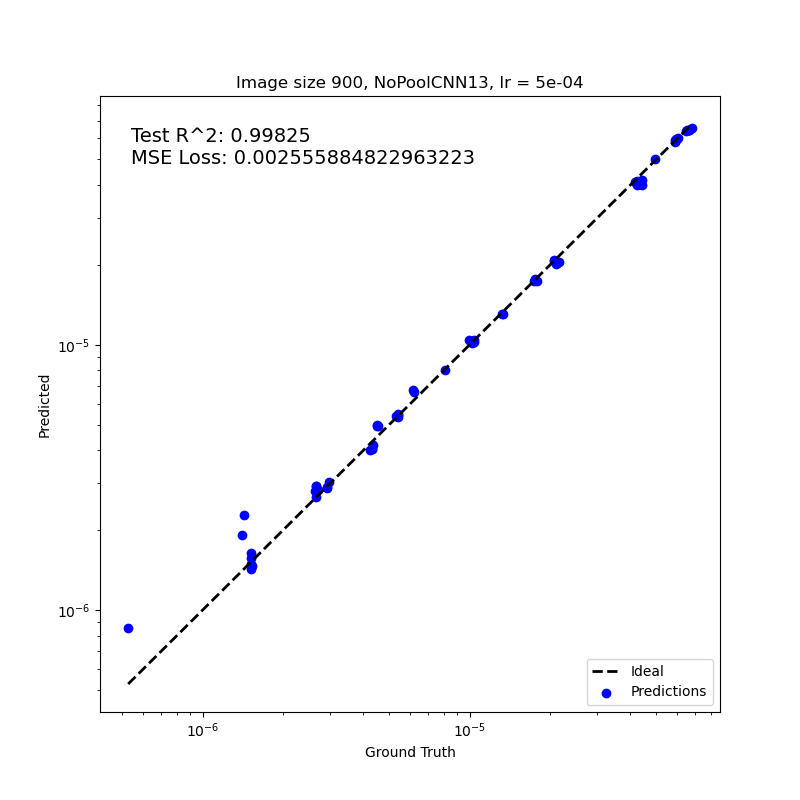 Image size 900, NoPoolCNN13, lr = 5e-04
Test R^2: 0.99825
MSE Loss: 0.002555884822963223
10⁻⁵
10⁻⁶
Predicted
Ideal
Predictions
10⁻⁶
10⁻⁵
Ground Truth